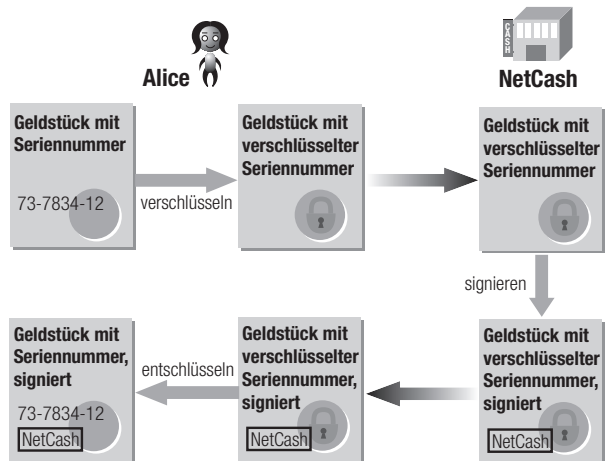 CASH
Alice
NetCash
Geldstück mit
Seriennummer
73-7834-12
verschlüsseln
Geldstück mit
verschlüsselter
Seriennummer
Geldstück mit
verschlüsselter
Seriennummer
signieren
Geldstück mit
Seriennummer,
signiert
73-7834-12
NetCash
entschlüsseln
Geldstück mit
verschlüsselter
Seriennummer,
signiert
NetCash
Geldstück mit
verschlüsselter
Seriennummer,
signiert
NetCash